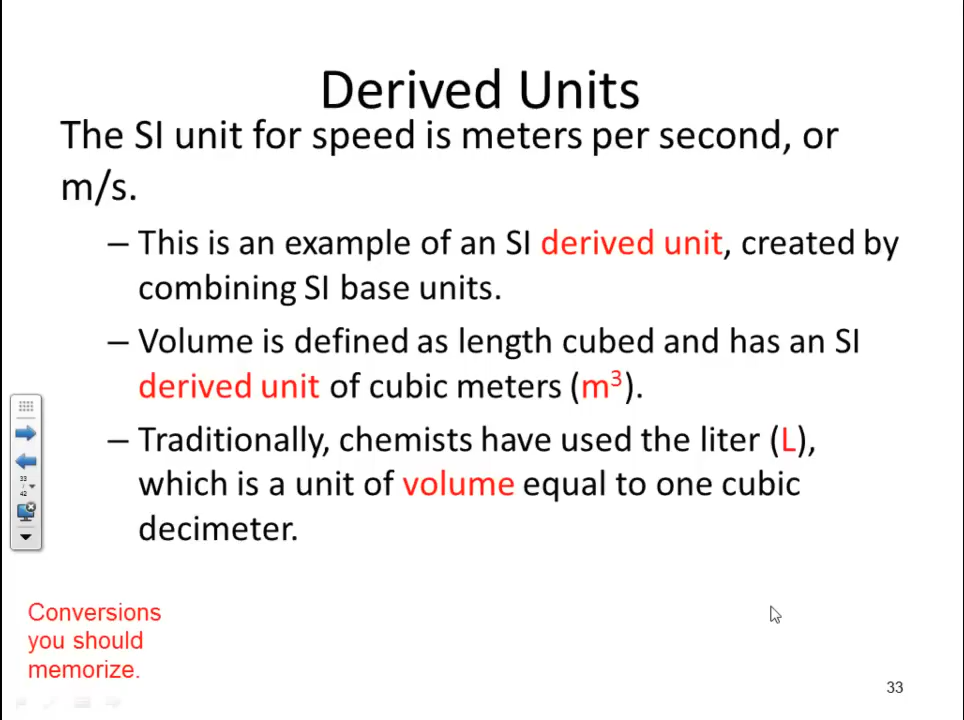 Derived Units
The SI unit for speed is meters per second, or
m/s.
– This is an example of an SI derived unit, created by
combining SI base units.
– Volume is defined as length cubed and has an SI
derived unit of cubic meters (m³).
– Traditionally, chemists have used the liter (L),
which is a unit of volume equal to one cubic
decimeter.
33
/
42
Conversions
you should
memorize.
33